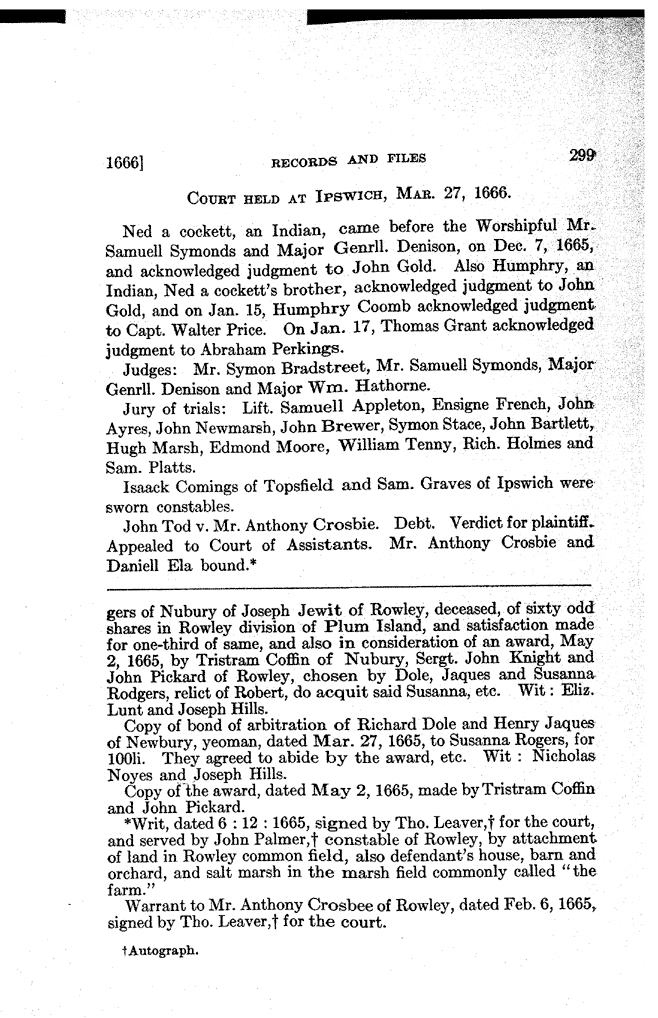 1666] RECORDS AND FILES 299
COURT HELD AT IPSWICH, MAR. 27, 1666.
Ned a cockett, an Indian, came before the Worshipful Mr.
Samuell Symonds and Major Genrll. Denison, on Dec. 7, 1665,
and acknowledged judgment to John Gold. Also Humphry, an
Indian, Ned a cockett's brother, acknowledged judgment to John
Gold, and on Jan. 15, Humphry Coomb acknowledged judgment
to Capt. Walter Price. On Jan. 17, Thomas Grant acknowledged
judgment to Abraham Perkings.
Judges: Mr. Symon Bradstreet, Mr. Samuell Symonds, Major
Genrll. Denison and Major Wm. Hathorne.
Jury of trials: Lift. Samuell Appleton, Ensigne French, John
Ayres, John Newmarsh, John Brewer, Symon Stace, John Bartlett,
Hugh Marsh, Edmond Moore, William Tenny, Rich. Holmes and
Sam. Platts.
Isaack Comings of Topsfield and Sam. Graves of Ipswich were
sworn constables.
John Tod v. Mr. Anthony Crosbie. Debt. Verdict for plaintiff.
Appealed to Court of Assistants. Mr. Anthony Crosbie and
Daniell Ela bound.*
gers of Nubury of Joseph Jewit of Rowley, deceased, of sixty odd
shares in Rowley division of Plum Island, and satisfaction made
for one-third of same, and also in consideration of an award, May
2, 1665, by Tristram Coffin of Nubury, Sergt. John Knight and
John Pickard of Rowley, chosen by Dole, Jaques and Susanna
Rodgers, relict of Robert, do acquit said Susanna, etc. Wit : Eliz.
Lunt and Joseph Hills.
Copy of bond of arbitration of Richard Dole and Henry Jaques
of Newbury, yeoman, dated Mar. 27, 1665, to Susanna Rogers, for
100li. They agreed to abide by the award, etc. Wit : Nicholas
Noyes and Joseph Hills.
Copy of the award, dated May 2, 1665, made by Tristram Coffin
and John Pickard.
*Writ, dated 6 : 12 : 1665, signed by Tho. Leaver,† for the court,
and served by John Palmer,† constable of Rowley, by attachment
of land in Rowley common field, also defendant's house, barn and
orchard, and salt marsh in the marsh field commonly called "the
farm."
Warrant to Mr. Anthony Crosbee of Rowley, dated Feb. 6, 1665,
signed by Tho. Leaver,† for the court.
†Autograph.